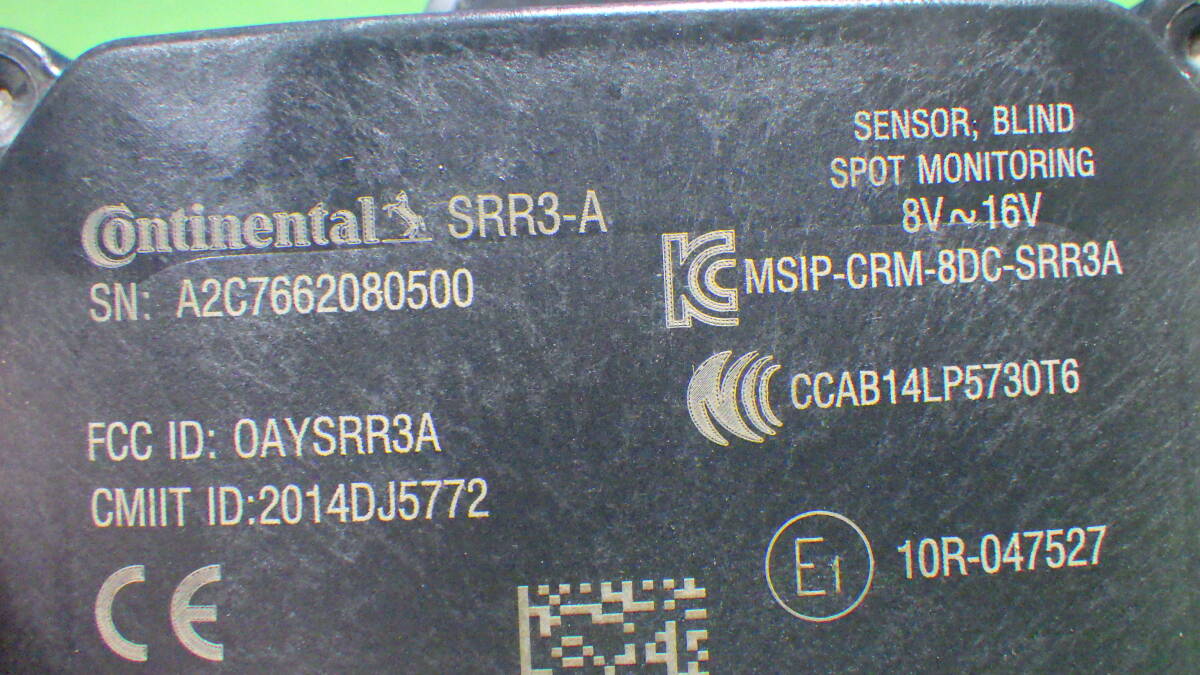 SENSOR, BLIND
SPOT MONITORING
8V~16V
Continental SRR3-A
SN: A2C7662080500
MSIP-CRM-8DC-SRR3A
CCAB14LP5730T6
FCC ID: OAYSRR3A
CMIIT ID:2014DJ5772
E1 10R-047527
CE